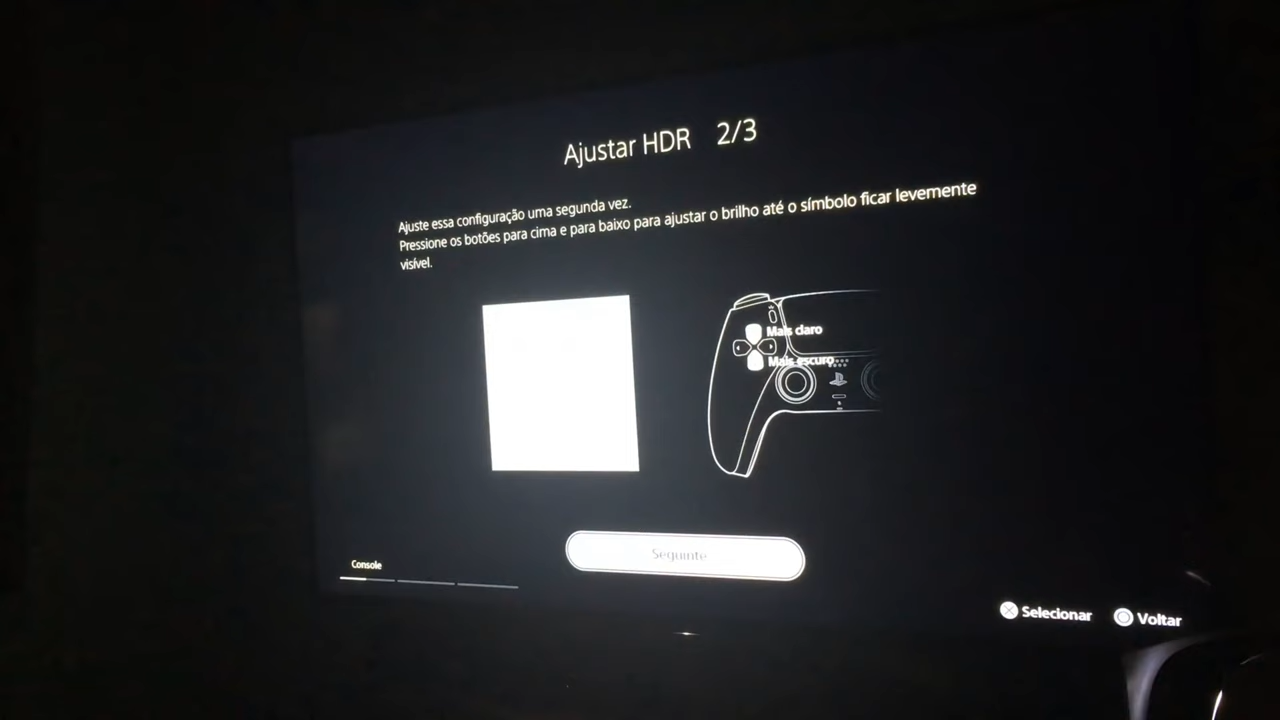 Ajustar HDR 2/3
Ajuste essa configuração uma segunda vez.
Pressione os botões para cima e para baixo para ajustar o brilho até o símbolo ficar levemente
visível.
Mais claro
Mais escuro
Seguinte
Console
Selecionar
Voltar